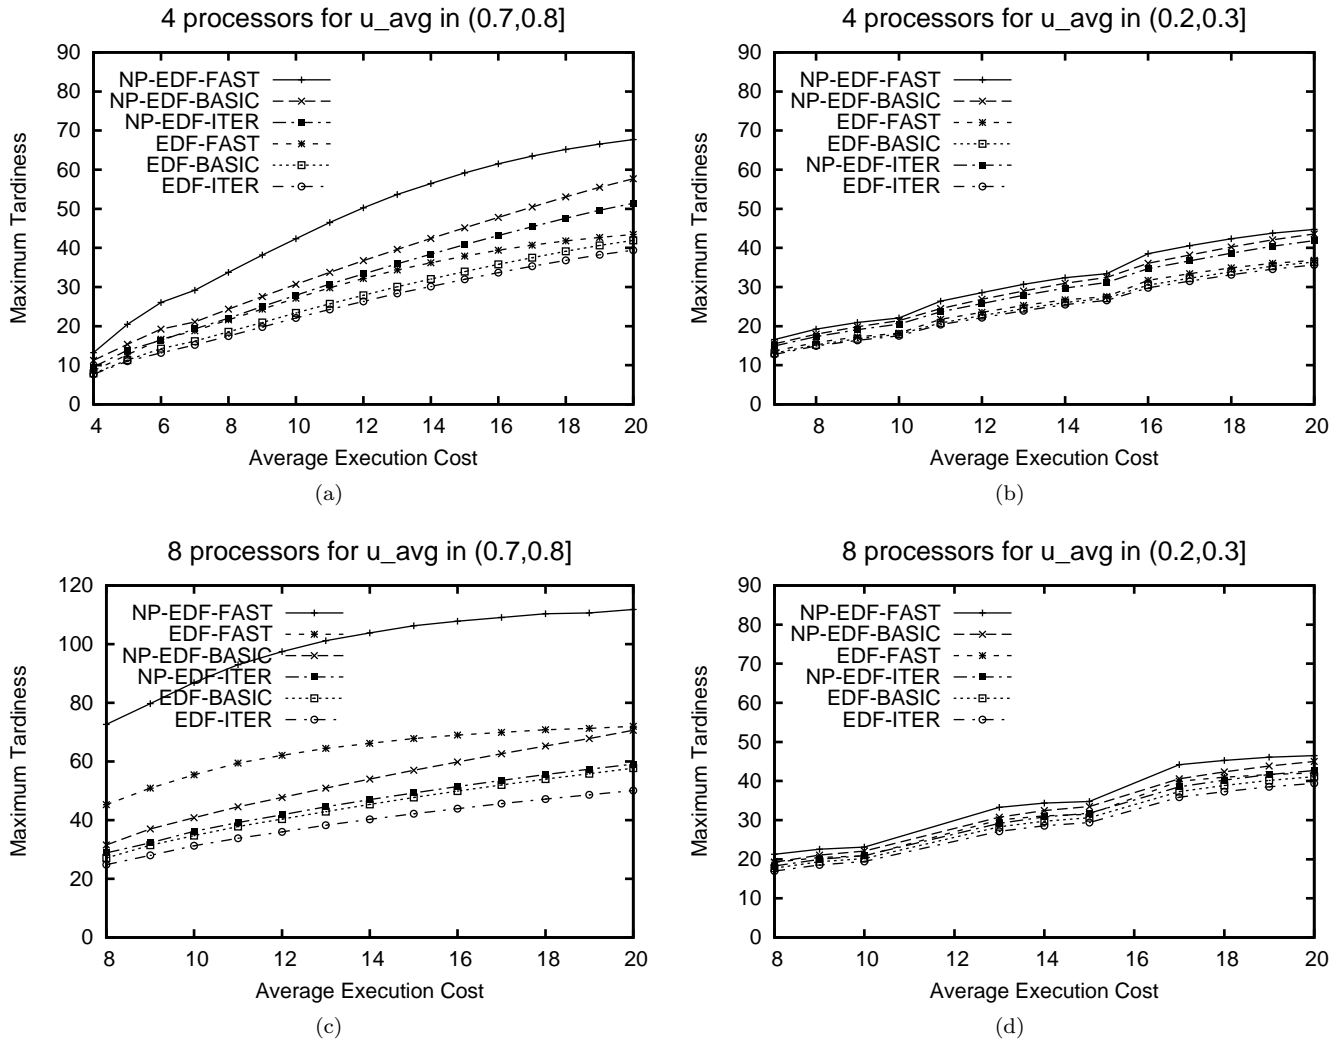 4 processors for u_avg in (0.7,0.8]
Maximum Tardiness
90
80
70
60
50
40
30
20
10
0
NP-EDF-FAST
NP-EDF-BASIC
NP-EDF-ITER
EDF-FAST
EDF-BASIC
EDF-ITER
4 6 8 10 12 14 16 18 20
Average Execution Cost
(a)
4 processors for u_avg in (0.2,0.3]
Maximum Tardiness
90
80
70
60
50
40
30
20
10
0
NP-EDF-FAST
NP-EDF-BASIC
EDF-FAST
EDF-BASIC
NP-EDF-ITER
EDF-ITER
8 10 12 14 16 18 20
Average Execution Cost
(b)
8 processors for u_avg in (0.7,0.8]
Maximum Tardiness
120
100
80
60
40
20
0
NP-EDF-FAST
EDF-FAST
NP-EDF-BASIC
NP-EDF-ITER
EDF-BASIC
EDF-ITER
8 10 12 14 16 18 20
Average Execution Cost
(c)
8 processors for u_avg in (0.2,0.3]
Maximum Tardiness
90
80
70
60
50
40
30
20
10
0
NP-EDF-FAST
NP-EDF-BASIC
EDF-FAST
NP-EDF-ITER
EDF-BASIC
EDF-ITER
8 10 12 14 16 18 20
Average Execution Cost
(d)